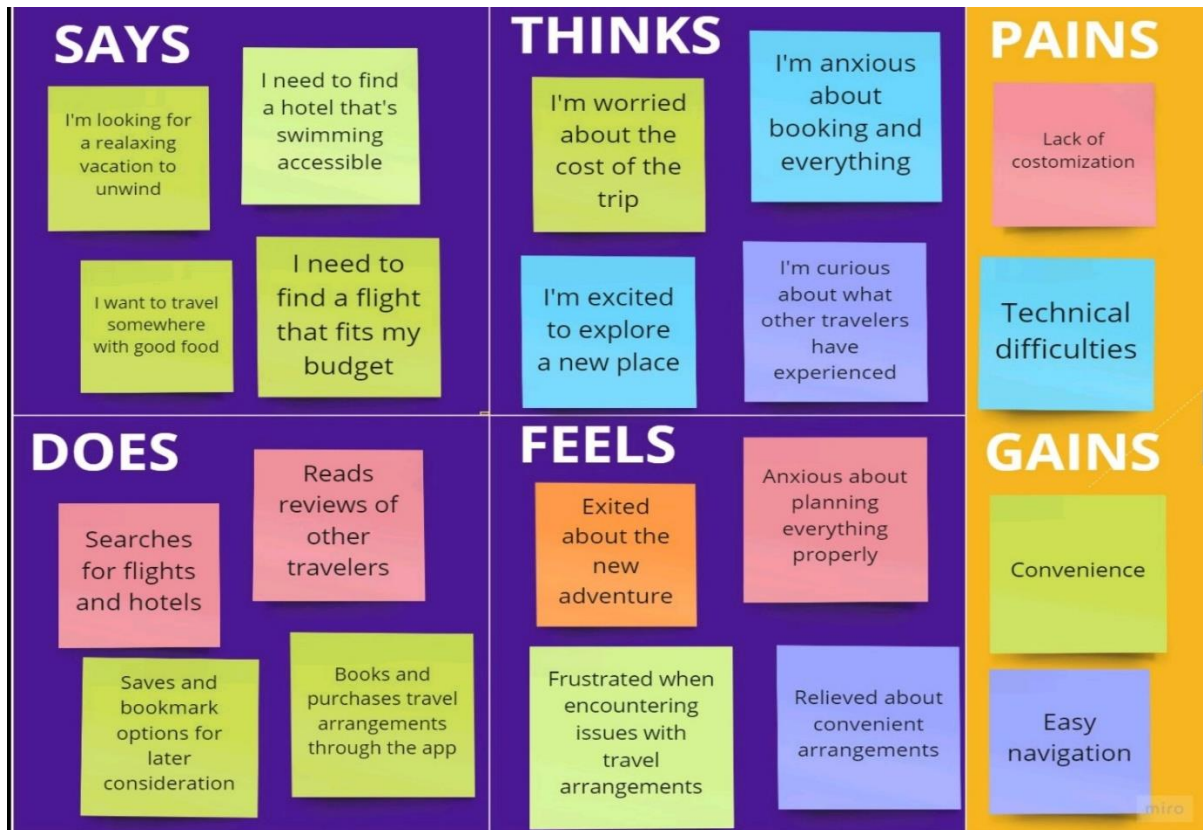 SAYS
I'm looking for
a realaxing
vacation to
unwind
I need to find
a hotel that's
swimming
accessible
I want to travel
somewhere
with good food
I need to
find a flight
that fits my
budget
THINKS
I'm worried
about the
cost of the
trip
I'm anxious
about
booking and
everything
I'm excited
to explore
a new place
I'm curious
about what
other travelers
have
experienced
PAINS
Lack of
costomization
Technical
difficulties
DOES
Searches
for flights
and hotels
Reads
reviews of
other
travelers
Saves and
bookmark
options for
later
consideration
Books and
purchases travel
arrangements
through the app
FEELS
Exited
about the
new
adventure
Anxious about
planning
everything
properly
Frustrated when
encountering
issues with
travel
arrangements
Relieved about
convenient
arrangements
GAINS
Convenience
Easy
navigation
miro